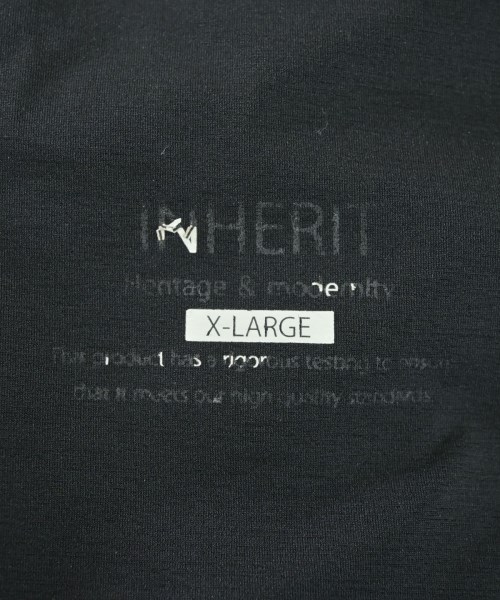 INHERIT
Heritage & modernity
X-LARGE
This product has a rigorous testing to ensure
that it meets our high quality standards.